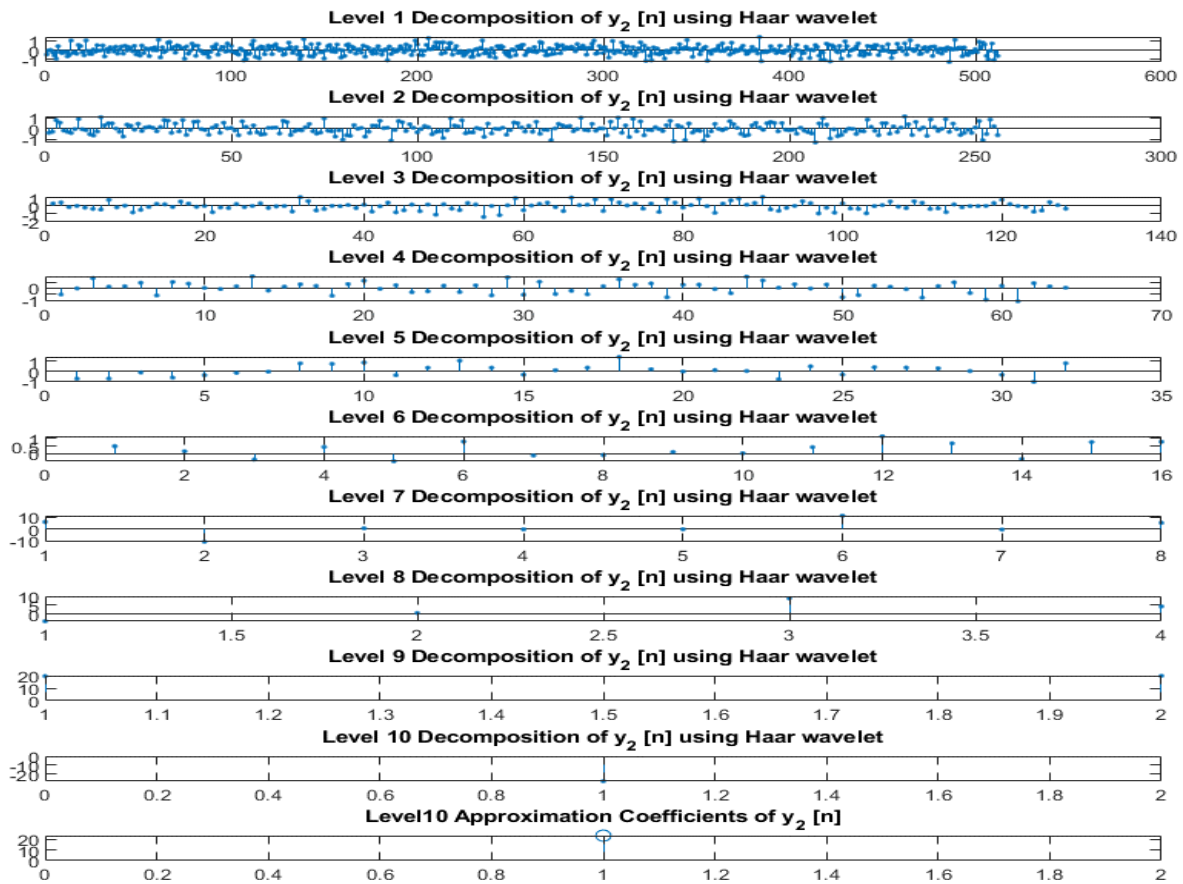 Level 1 Decomposition of y2 [n] using Haar wavelet
1
0
-1
0 100 200 300 400 500 600
Level 2 Decomposition of y2 [n] using Haar wavelet
1
0
-1
0 50 100 150 200 250 300
Level 3 Decomposition of y2 [n] using Haar wavelet
1
0
-1
-2
0 20 40 60 80 100 120 140
Level 4 Decomposition of y2 [n] using Haar wavelet
0
-1
0 10 20 30 40 50 60 70
Level 5 Decomposition of y2 [n] using Haar wavelet
1
0
-1
0 5 10 15 20 25 30 35
Level 6 Decomposition of y2 [n] using Haar wavelet
1
0.5
0
0 2 4 6 8 10 12 14 16
Level 7 Decomposition of y2 [n] using Haar wavelet
10
0
-10
1 2 3 4 5 6 7 8
Level 8 Decomposition of y2 [n] using Haar wavelet
10
5
0
1 1.5 2 2.5 3 3.5 4
Level 9 Decomposition of y2 [n] using Haar wavelet
20
10
0
1 1.1 1.2 1.3 1.4 1.5 1.6 1.7 1.8 1.9 2
Level 10 Decomposition of y2 [n] using Haar wavelet
0
-10
-20
0 0.2 0.4 0.6 0.8 1 1.2 1.4 1.6 1.8 2
Level10 Approximation Coefficients of y2 [n]
20
10
0
0 0.2 0.4 0.6 0.8 1 1.2 1.4 1.6 1.8 2